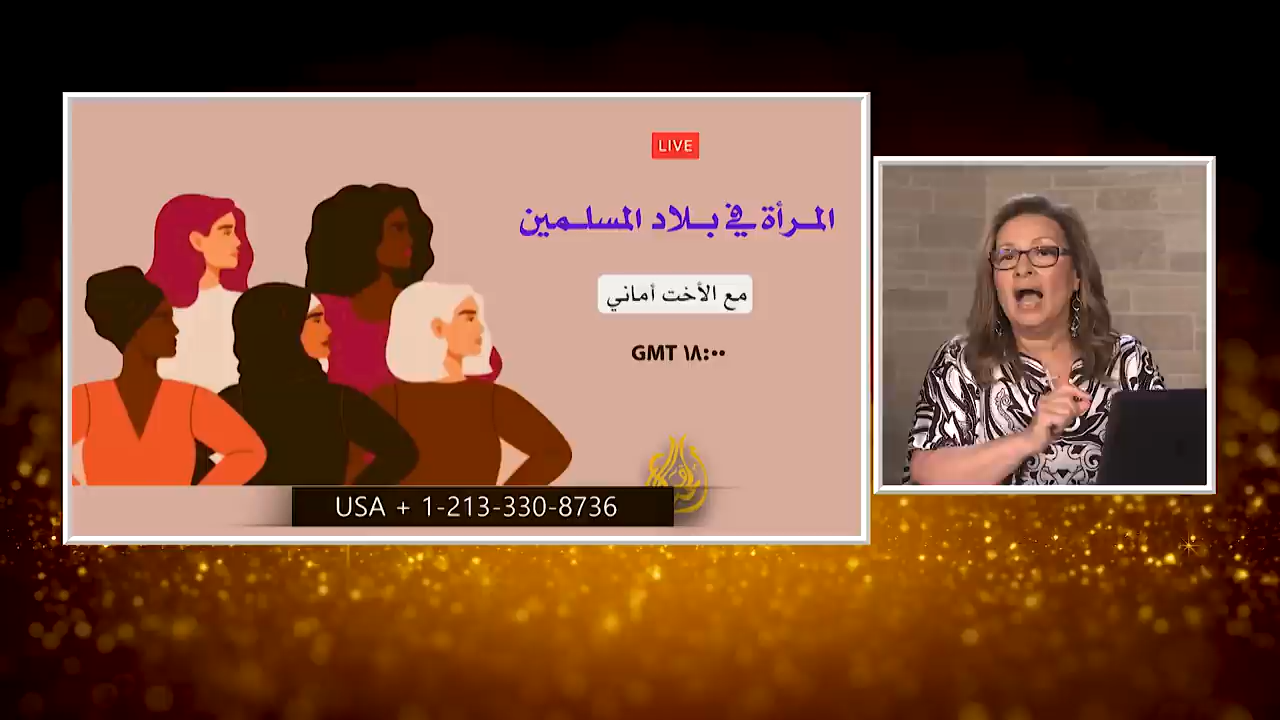 LIVE
المرأة في بلاد المسلمين
مع الأخت أماني
GMT ١٨:٠٠
USA + 1-213-330-8736